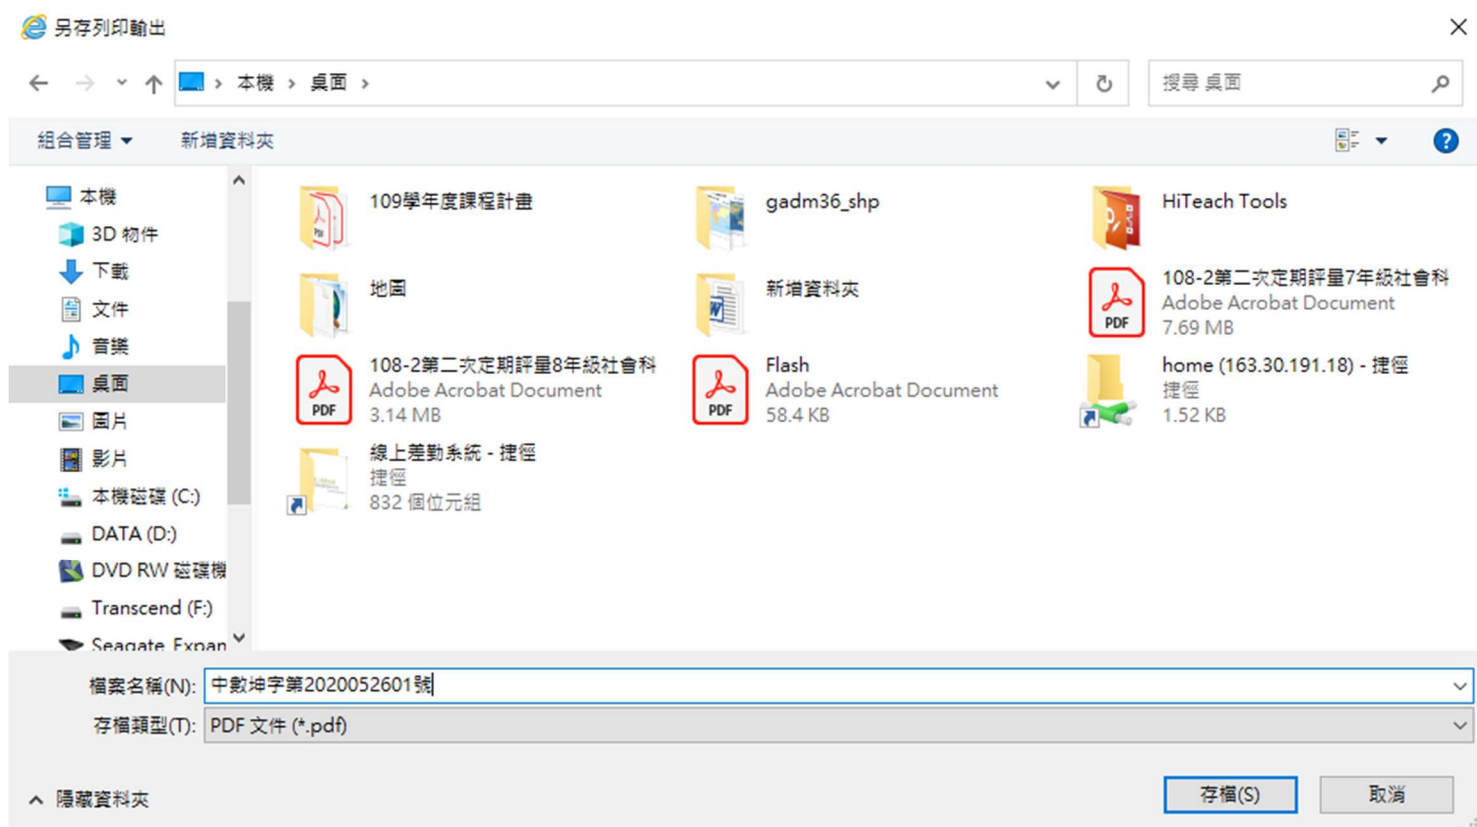 另存列印輸出
本機 > 桌面 >
搜尋 桌面
組合管理
新增資料夾
本機
3D 物件
下載
文件
音樂
桌面
圖片
影片
本機磁碟 (C:)
DATA (D:)
DVD RW 磁碟機
Transcend (F:)
Seagate Expan
109學年度課程計畫
gadm36_shp
HiTeach Tools
地圖
新增資料夾
108-2第二次定期評量7年級社會科
Adobe Acrobat Document
7.69 MB
108-2第二次定期評量8年級社會科
Adobe Acrobat Document
3.14 MB
Flash
Adobe Acrobat Document
58.4 KB
home (163.30.191.18) - 捷徑
捷徑
1.52 KB
線上差勤系統 - 捷徑
捷徑
832 個位元組
PDF
PDF
PDF
檔案名稱(N): 中數坤字第2020052601號
存檔類型(T): PDF 文件 (*.pdf)
隱藏資料夾
存檔(S)
取消